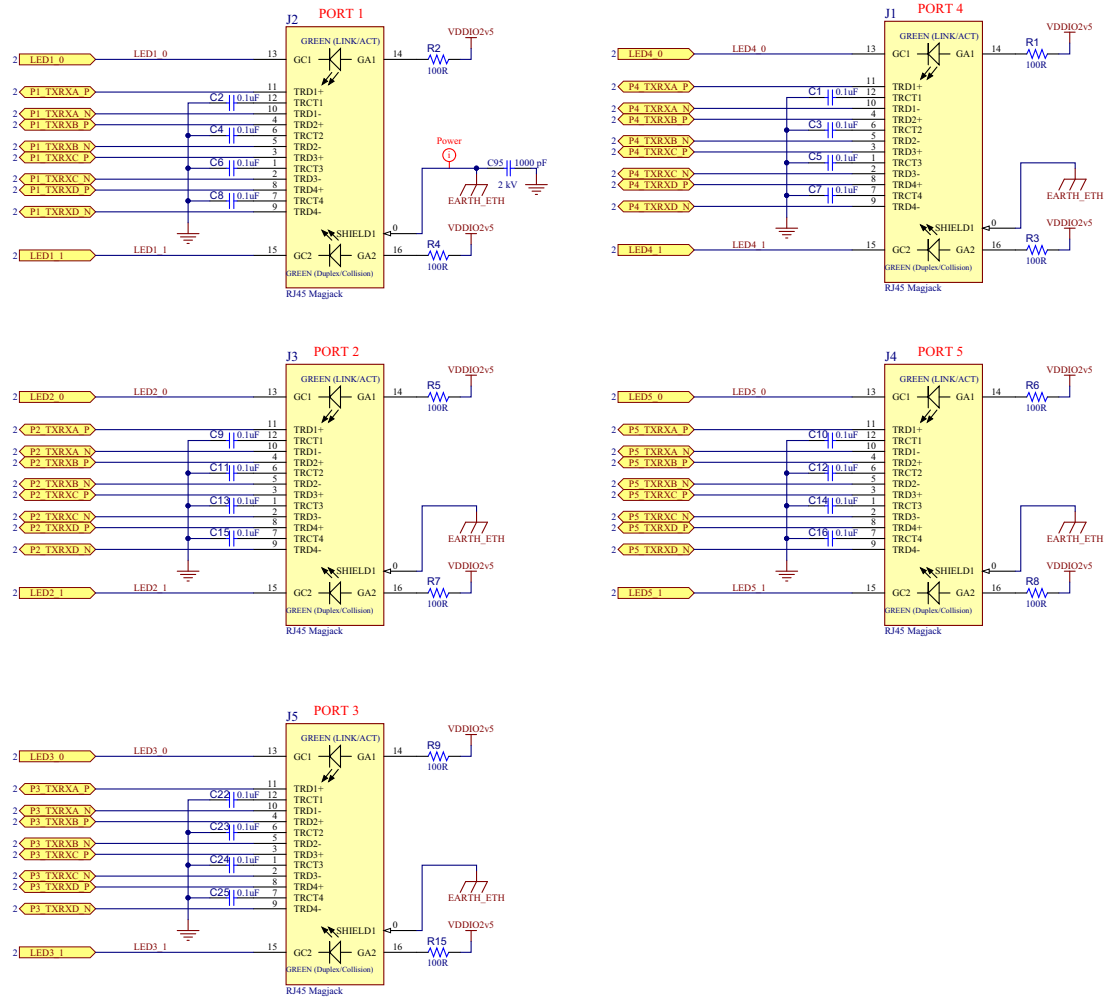 PORT 1
J2
GREEN (LINK/ACT)
VDDIO2v5
2 LED1_0 LED1_0 13 GC1 GA1 14 R2
100R
2 P1_TXRXA_P 11 TRD1+
C2 0.1uF 12 TRCT1
2 P1_TXRXA_N 10 TRD1-
2 P1_TXRXB_P 4 TRD2+
C4 0.1uF 6 TRCT2
2 P1_TXRXB_N 5 TRD2-
2 P1_TXRXC_P 3 TRD3+
C6 0.1uF 1 TRCT3
2 P1_TXRXC_N 2 TRD3-
2 P1_TXRXD_P 8 TRD4+
C8 0.1uF 7 TRCT4
2 P1_TXRXD_N 9 TRD4-
Power
i
C95 1000 pF
2 kV
EARTH_ETH
SHIELD1 0
VDDIO2v5
2 LED1_1 LED1_1 15 GC2 GA2 16 R4
100R
GREEN (Duplex/Collision)
RJ45 Magjack
PORT 4
J1
GREEN (LINK/ACT)
VDDIO2v5
2 LED4_0 LED4_0 13 GC1 GA1 14 R1
100R
2 P4_TXRXA_P 11 TRD1+
C1 0.1uF 12 TRCT1
2 P4_TXRXA_N 10 TRD1-
2 P4_TXRXB_P 4 TRD2+
C3 0.1uF 6 TRCT2
2 P4_TXRXB_N 5 TRD2-
2 P4_TXRXC_P 3 TRD3+
C5 0.1uF 1 TRCT3
2 P4_TXRXC_N 2 TRD3-
2 P4_TXRXD_P 8 TRD4+
C7 0.1uF 7 TRCT4
2 P4_TXRXD_N 9 TRD4-
EARTH_ETH
SHIELD1 0
VDDIO2v5
2 LED4_1 LED4_1 15 GC2 GA2 16 R3
100R
GREEN (Duplex/Collision)
RJ45 Magjack
PORT 2
J3
GREEN (LINK/ACT)
VDDIO2v5
2 LED2_0 LED2_0 13 GC1 GA1 14 R5
100R
2 P2_TXRXA_P 11 TRD1+
C9 0.1uF 12 TRCT1
2 P2_TXRXA_N 10 TRD1-
2 P2_TXRXB_P 4 TRD2+
C11 0.1uF 6 TRCT2
2 P2_TXRXB_N 5 TRD2-
2 P2_TXRXC_P 3 TRD3+
C13 0.1uF 1 TRCT3
2 P2_TXRXC_N 2 TRD3-
2 P2_TXRXD_P 8 TRD4+
C15 0.1uF 7 TRCT4
2 P2_TXRXD_N 9 TRD4-
EARTH_ETH
SHIELD1 0
VDDIO2v5
2 LED2_1 LED2_1 15 GC2 GA2 16 R7
100R
GREEN (Duplex/Collision)
RJ45 Magjack
PORT 5
J4
GREEN (LINK/ACT)
VDDIO2v5
2 LED5_0 LED5_0 13 GC1 GA1 14 R6
100R
2 P5_TXRXA_P 11 TRD1+
C10 0.1uF 12 TRCT1
2 P5_TXRXA_N 10 TRD1-
2 P5_TXRXB_P 4 TRD2+
C12 0.1uF 6 TRCT2
2 P5_TXRXB_N 5 TRD2-
2 P5_TXRXC_P 3 TRD3+
C14 0.1uF 1 TRCT3
2 P5_TXRXC_N 2 TRD3-
2 P5_TXRXD_P 8 TRD4+
C16 0.1uF 7 TRCT4
2 P5_TXRXD_N 9 TRD4-
EARTH_ETH
SHIELD1 0
VDDIO2v5
2 LED5_1 LED5_1 15 GC2 GA2 16 R8
100R
GREEN (Duplex/Collision)
RJ45 Magjack
PORT 3
J5
GREEN (LINK/ACT)
VDDIO2v5
2 LED3_0 LED3_0 13 GC1 GA1 14 R9
100R
2 P3_TXRXA_P 11 TRD1+
C22 0.1uF 12 TRCT1
2 P3_TXRXA_N 10 TRD1-
2 P3_TXRXB_P 4 TRD2+
C23 0.1uF 6 TRCT2
2 P3_TXRXB_N 5 TRD2-
2 P3_TXRXC_P 3 TRD3+
C24 0.1uF 1 TRCT3
2 P3_TXRXC_N 2 TRD3-
2 P3_TXRXD_P 8 TRD4+
C25 0.1uF 7 TRCT4
2 P3_TXRXD_N 9 TRD4-
EARTH_ETH
SHIELD1 0
VDDIO2v5
2 LED3_1 LED3_1 15 GC2 GA2 16 R15
100R
GREEN (Duplex/Collision)
RJ45 Magjack